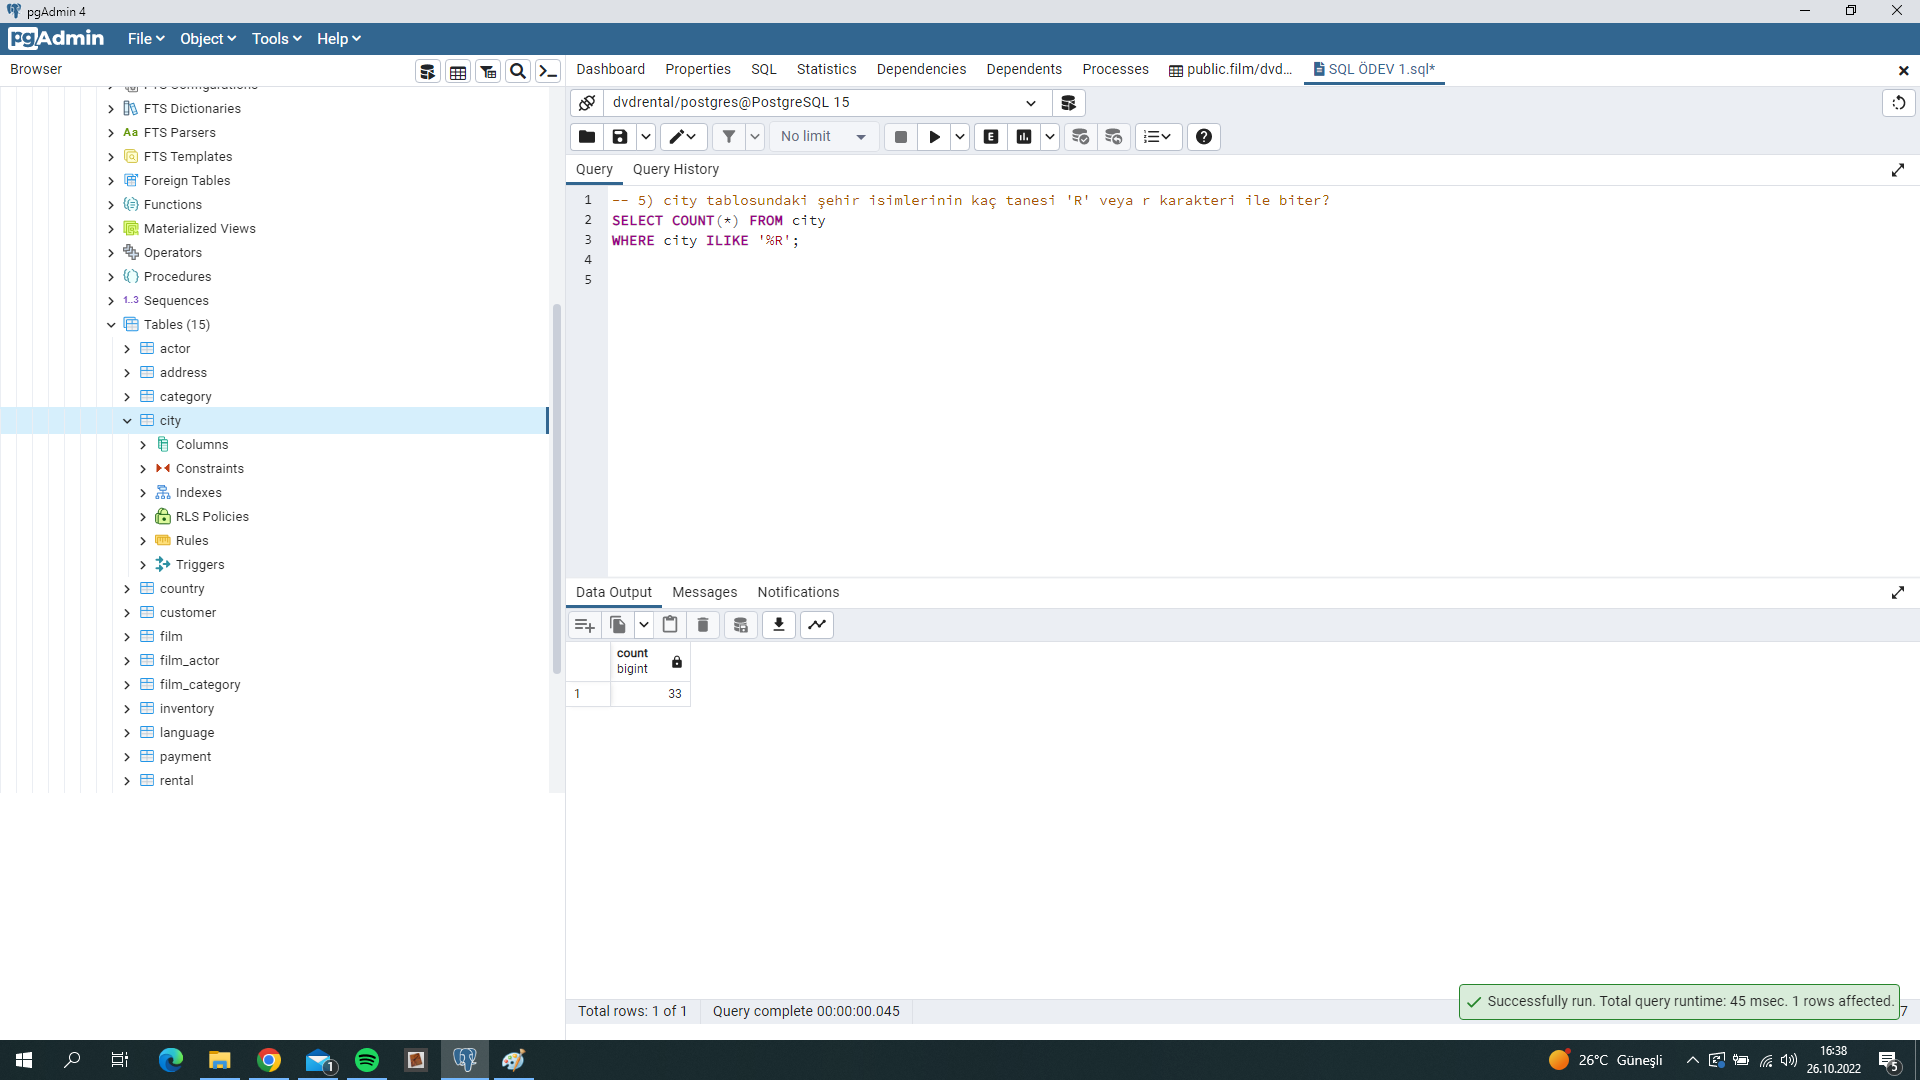 pgAdmin 4
pgAdmin File Object Tools Help
Browser
Dashboard Properties SQL Statistics Dependencies Dependents Processes public.film/dvd... SQL ÖDEV 1.sql*
dvdrental/postgres@PostgreSQL 15
No limit
Query Query History
1 -- 5) city tablosundaki şehir isimlerinin kaç tanesi 'R' veya r karakteri ile biter?
2 SELECT COUNT(*) FROM city
3 WHERE city ILIKE '%R';
4
5
FTS Configurations
FTS Dictionaries
Aa FTS Parsers
FTS Templates
Foreign Tables
Functions
Materialized Views
Operators
Procedures
1..3 Sequences
Tables (15)
actor
address
category
city
Columns
Constraints
Indexes
RLS Policies
Rules
Triggers
country
customer
film
film_actor
film_category
inventory
language
payment
rental
Data Output Messages Notifications
count
bigint
1 33
Total rows: 1 of 1 Query complete 00:00:00.045
Successfully run. Total query runtime: 45 msec. 1 rows affected.
7
1
26°C Güneşli
16:38
26.10.2022
5